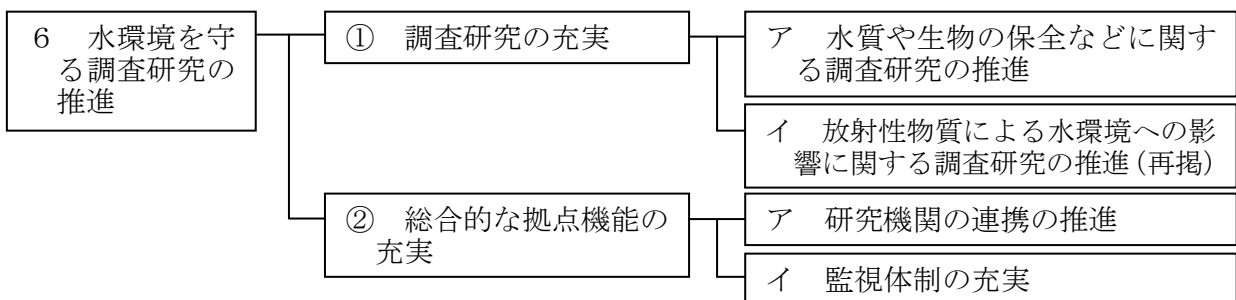 6 水環境を守
る調査研究の
推進
① 調査研究の充実
ア 水質や生物の保全などに関す
る調査研究の推進
イ 放射性物質による水環境への影
響に関する調査研究の推進(再掲)
② 総合的な拠点機能の
充実
ア 研究機関の連携の推進
イ 監視体制の充実